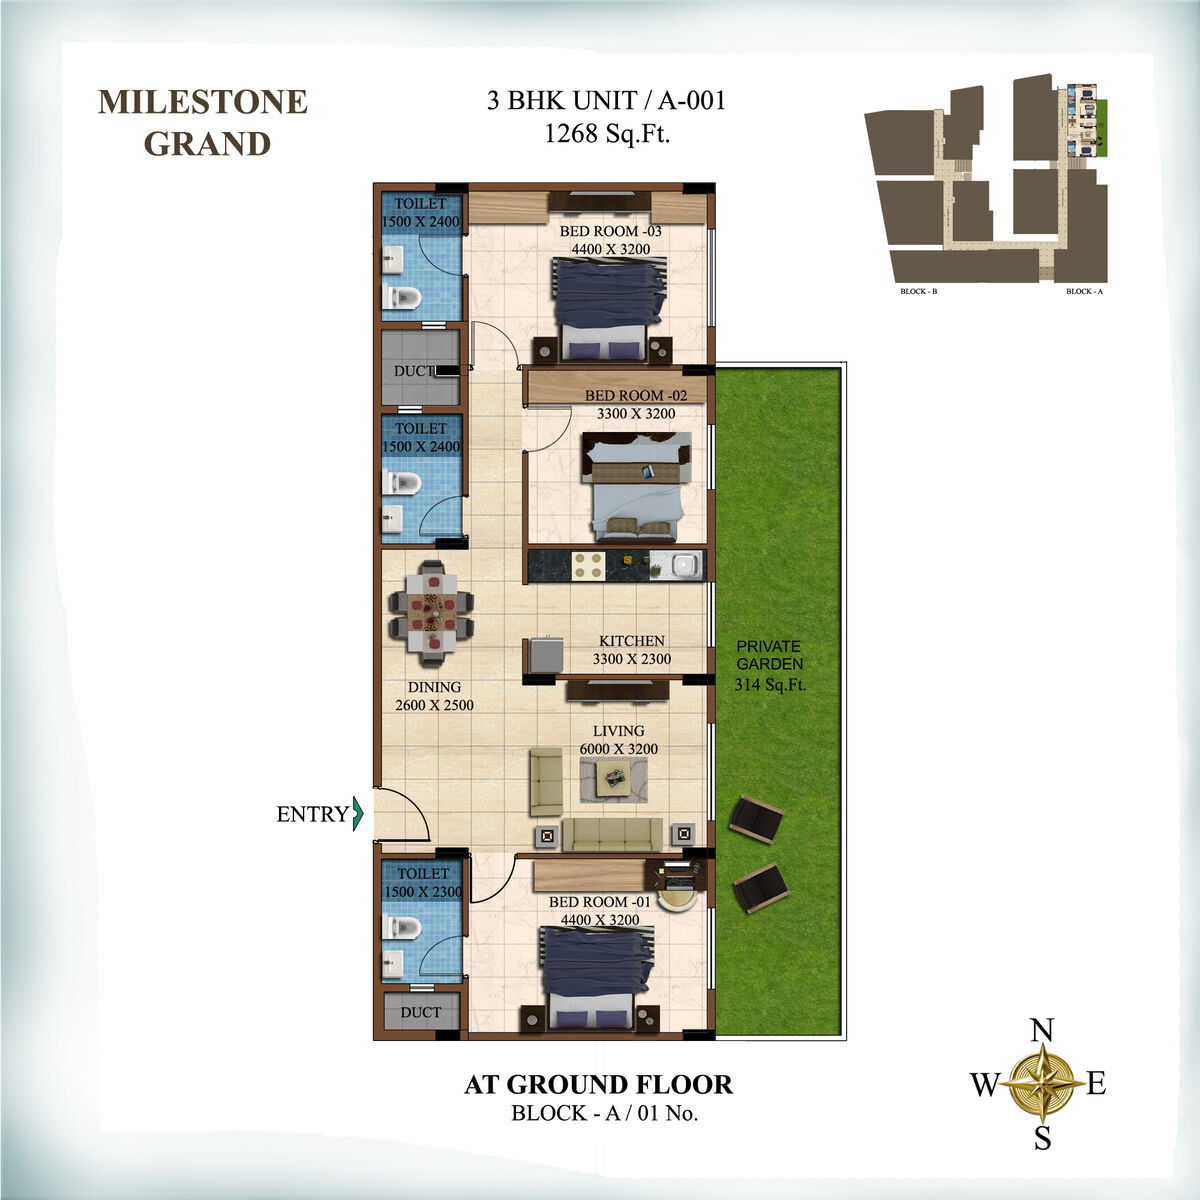 MILESTONE
GRAND
3 BHK UNIT / A-001
1268 Sq.Ft.
BLOCK - B
BLOCK - A
TOILET
1500 X 2400
BED ROOM -03
4400 X 3200
DUCT
BED ROOM -02
3300 X 3200
TOILET
1500 X 2400
KITCHEN
3300 X 2300
PRIVATE
GARDEN
314 Sq.Ft.
DINING
2600 X 2500
LIVING
6000 X 3200
ENTRY
TOILET
1500 X 2300
BED ROOM -01
4400 X 3200
DUCT
N
W
E
S
AT GROUND FLOOR
BLOCK - A / 01 No.